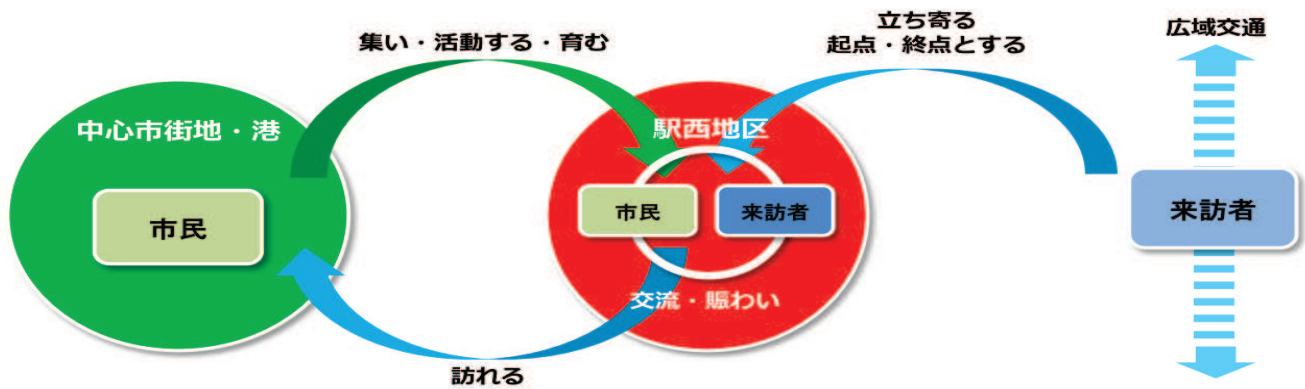 集い・活動する・育む
立ち寄る
起点・終点とする
広域交通
中心市街地・港
市民
駅西地区
市民
来訪者
交流・賑わい
来訪者
訪れる